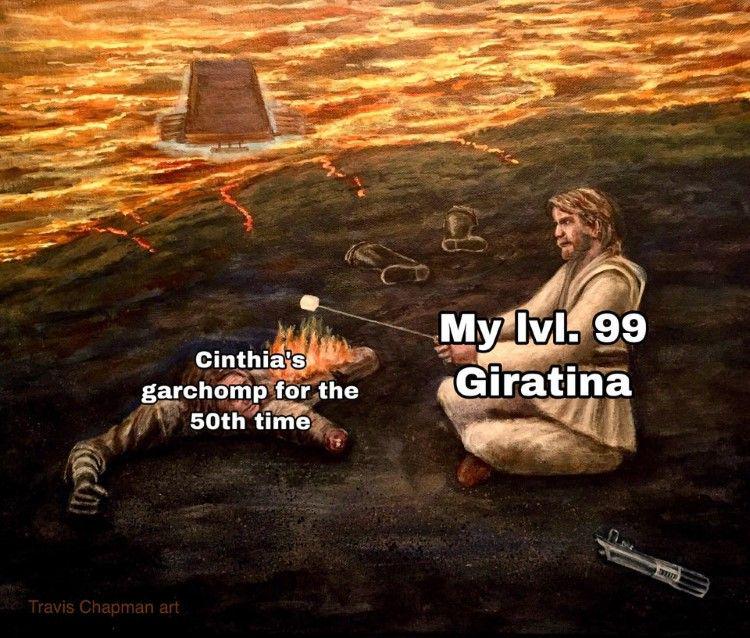 My lvl. 99
Giratina
Cinthia's
garchomp for the
50th time
Travis Chapman art